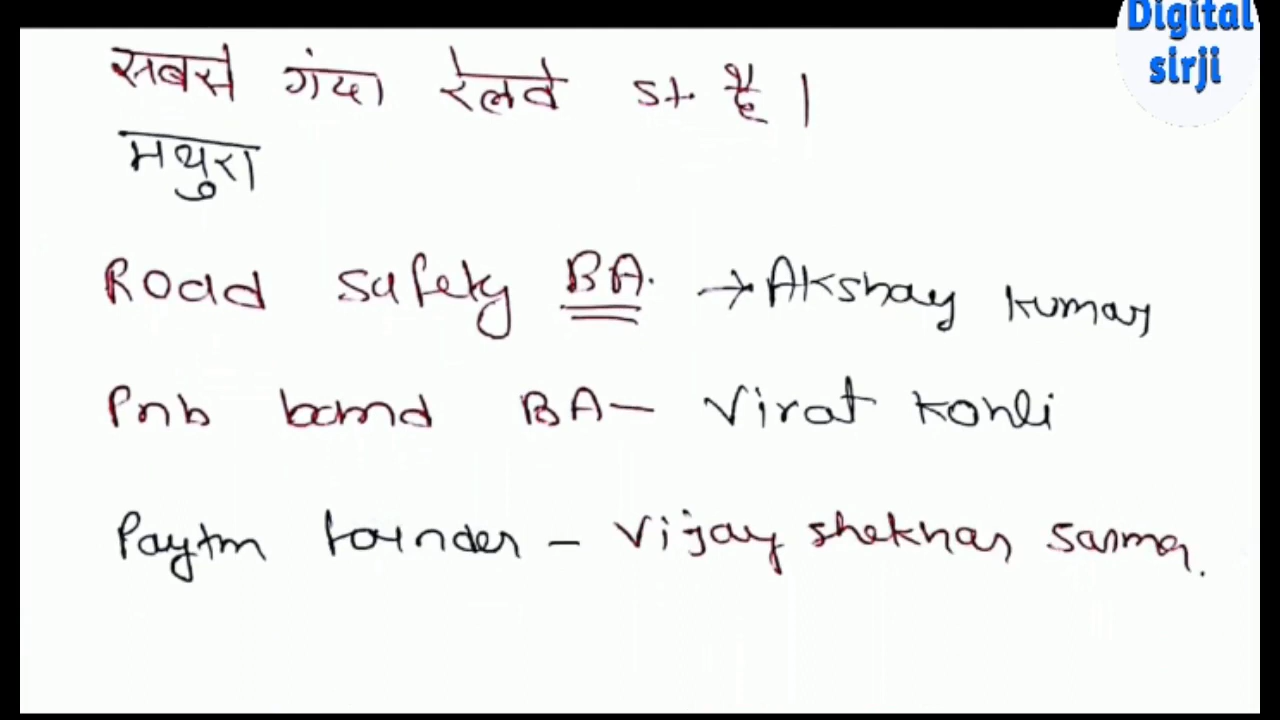 Digital
sirji
सबसे गंदा रेलवे st. है।
मथुरा
Road safety BA. → Akshay kumar
Pnb band BA - Virat Kohli
Paytm founder - Vijay shekhar sarma.